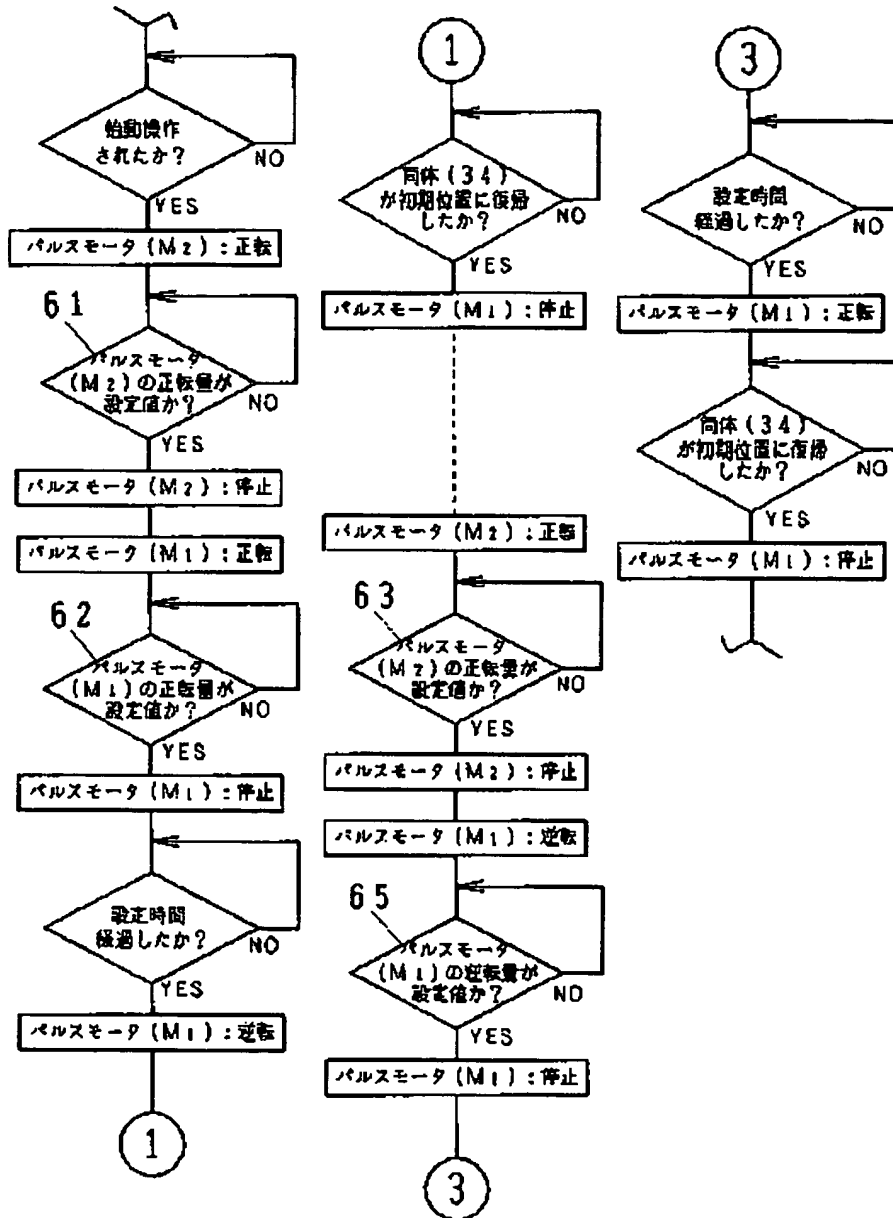 始動操作
されたか?
NO
YES
パルスモータ(M2):正転
61
パルスモータ
(M2)の正転量が
設定値か?
NO
YES
パルスモータ(M2):停止
パルスモータ(M1):正転
62
パルスモータ
(M1)の正転量が
設定値か?
NO
YES
パルスモータ(M1):停止
設定時間
経過したか?
NO
YES
パルスモータ(M1):逆転
1
1
同体(34)
が初期位置に復帰
したか?
NO
YES
パルスモータ(M1):停止
パルスモータ(M2):正転
63
パルスモータ
(M2)の正転量が
設定値か?
NO
YES
パルスモータ(M2):停止
パルスモータ(M1):逆転
65
パルスモータ
(M1)の逆転量が
設定値か?
NO
YES
パルスモータ(M1):停止
3
3
設定時間
経過したか?
NO
YES
パルスモータ(M1):正転
同体(34)
が初期位置に復帰
したか?
NO
YES
パルスモータ(M1):停止